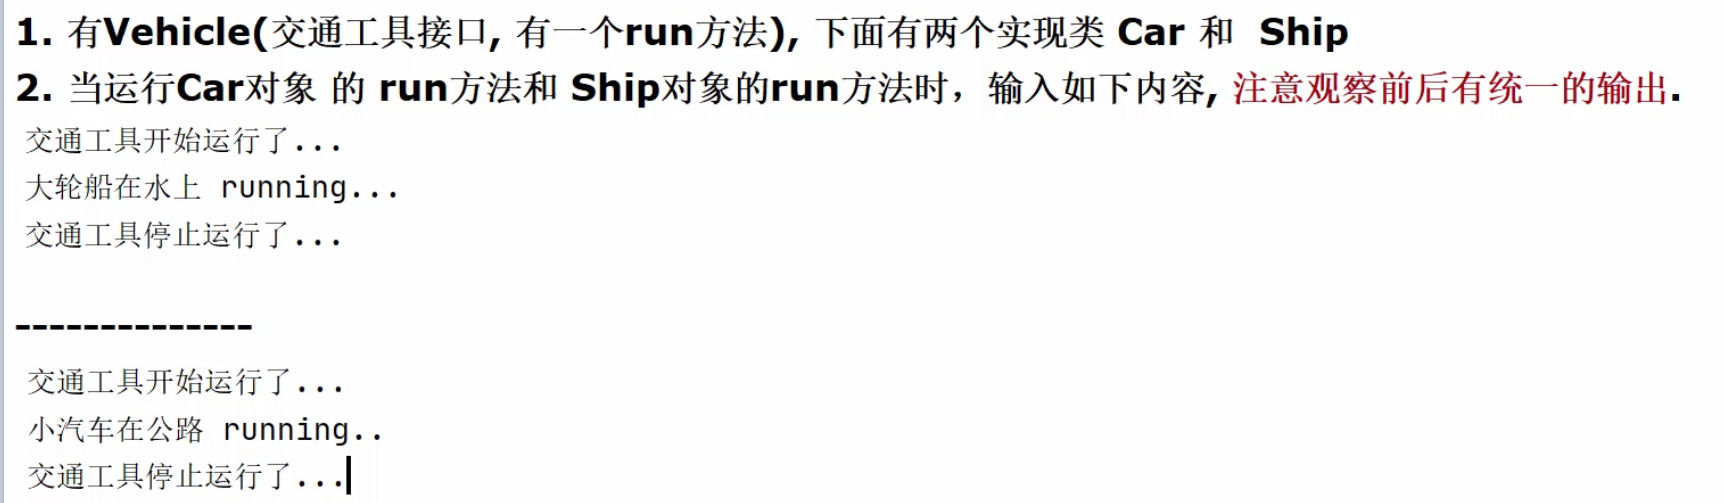 1. 有Vehicle(交通工具接口, 有一个run方法), 下面有两个实现类 Car 和 Ship
2. 当运行Car对象 的 run方法和 Ship对象的run方法时，输入如下内容, 注意观察前后有统一的输出.
交通工具开始运行了...
大轮船在水上 running...
交通工具停止运行了...
--------------
交通工具开始运行了...
小汽车在公路 running..
交通工具停止运行了...